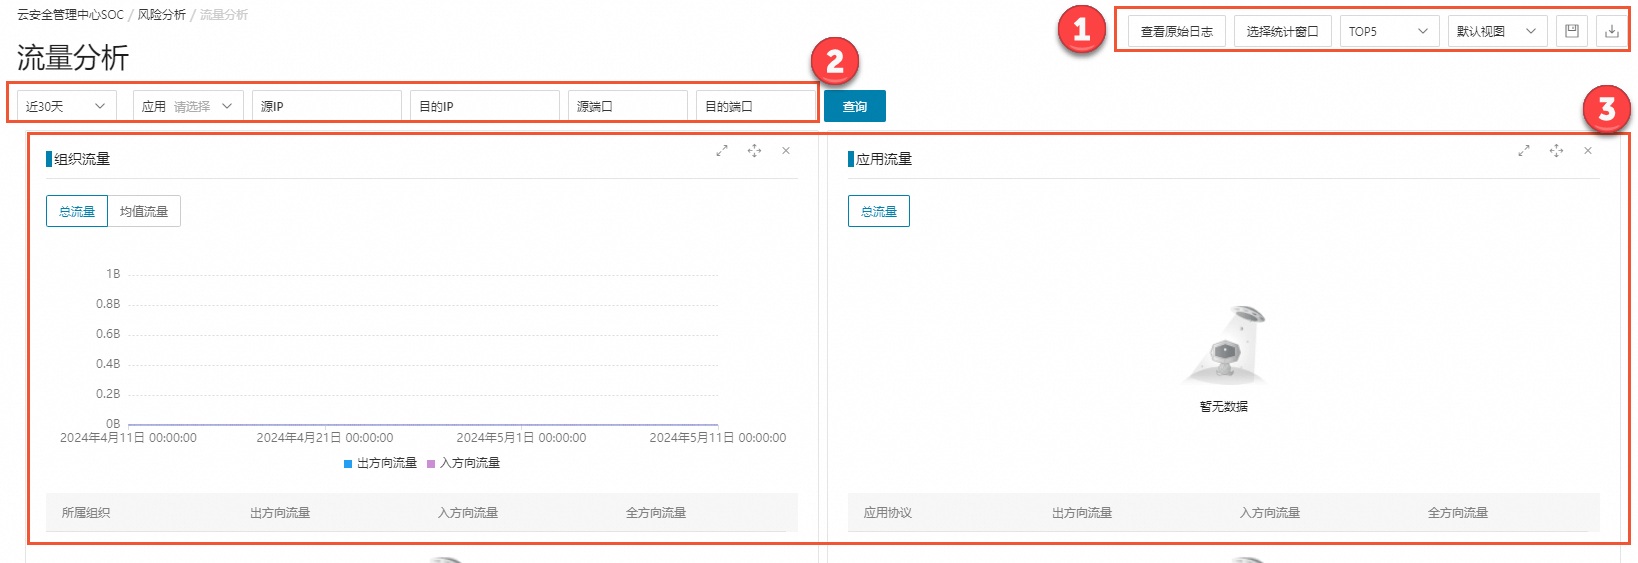 云安全管理中心SOC / 风险分析 / 流量分析
1 查看原始日志 选择统计窗口 TOP5 默认视图
流量分析
2
近30天 应用 请选择 源IP 目的IP 源端口 目的端口 查询
3
组织流量
总流量 均值流量
1B
0.8B
0.6B
0.4B
0.2B
0B
2024年4月11日 00:00:00 2024年4月21日 00:00:00 2024年5月1日 00:00:00 2024年5月11日 00:00:00
出方向流量 入方向流量
所属组织 出方向流量 入方向流量 全方向流量
应用流量
总流量
暂无数据
应用协议 出方向流量 入方向流量 全方向流量